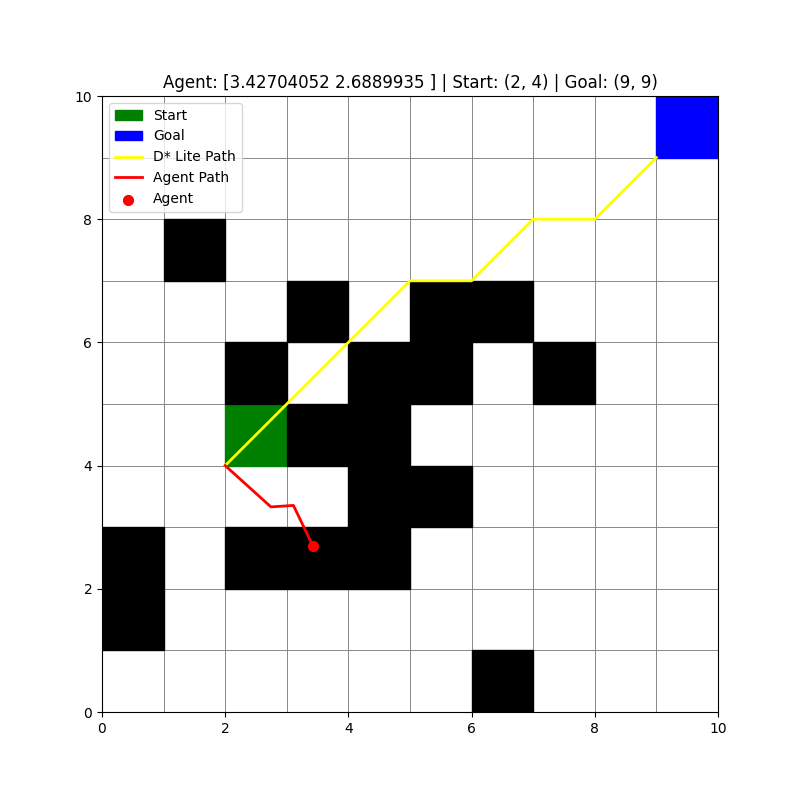 Agent: [3.42704052 2.6889935 ] | Start: (2, 4) | Goal: (9, 9)
Start
Goal
D* Lite Path
Agent Path
Agent
10
8
6
4
2
0
0 2 4 6 8 10